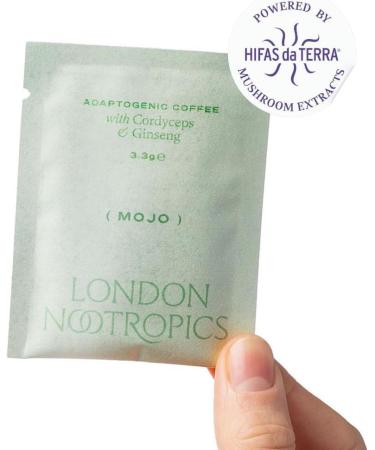 POWERED BY
HIFAS da TERRA®
MUSHROOM EXTRACTS
ADAPTOGENIC COFFEE
with Cordyceps
& Ginseng
3.3g℮
( MOJO )
LONDON
NOOTROPICS